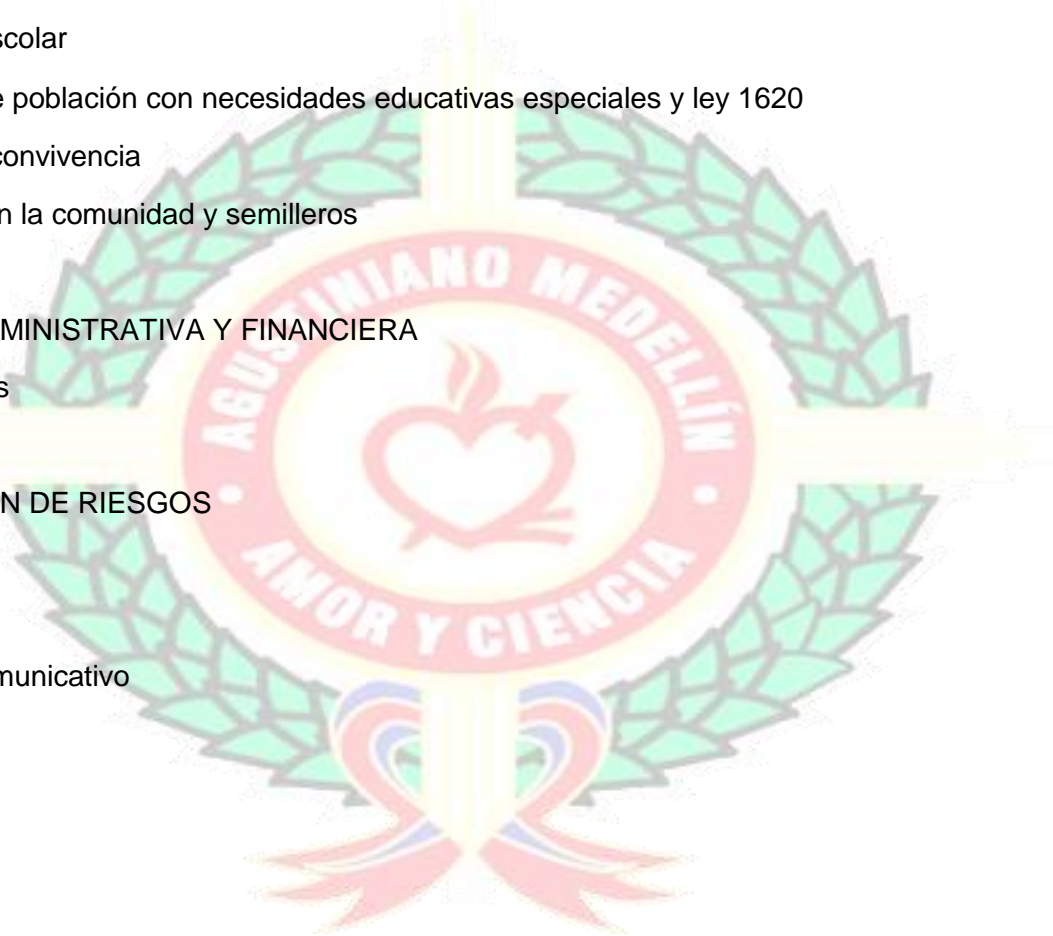 scolar
e población con necesidades educativas especiales y ley 1620
convivencia
n la comunidad y semilleros
MINISTRATIVA Y FINANCIERA
s
N DE RIESGOS
municativo
AGUSTINIANO MEDELLÍN
AMOR Y CIENCIA